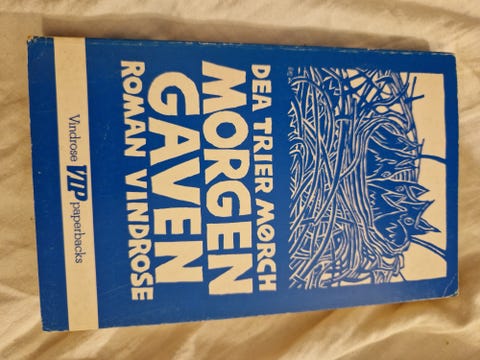 DEA TRIER MØRCH
MORGEN
GAVEN
ROMAN VINDROSE
Vindrose VIP paperbacks